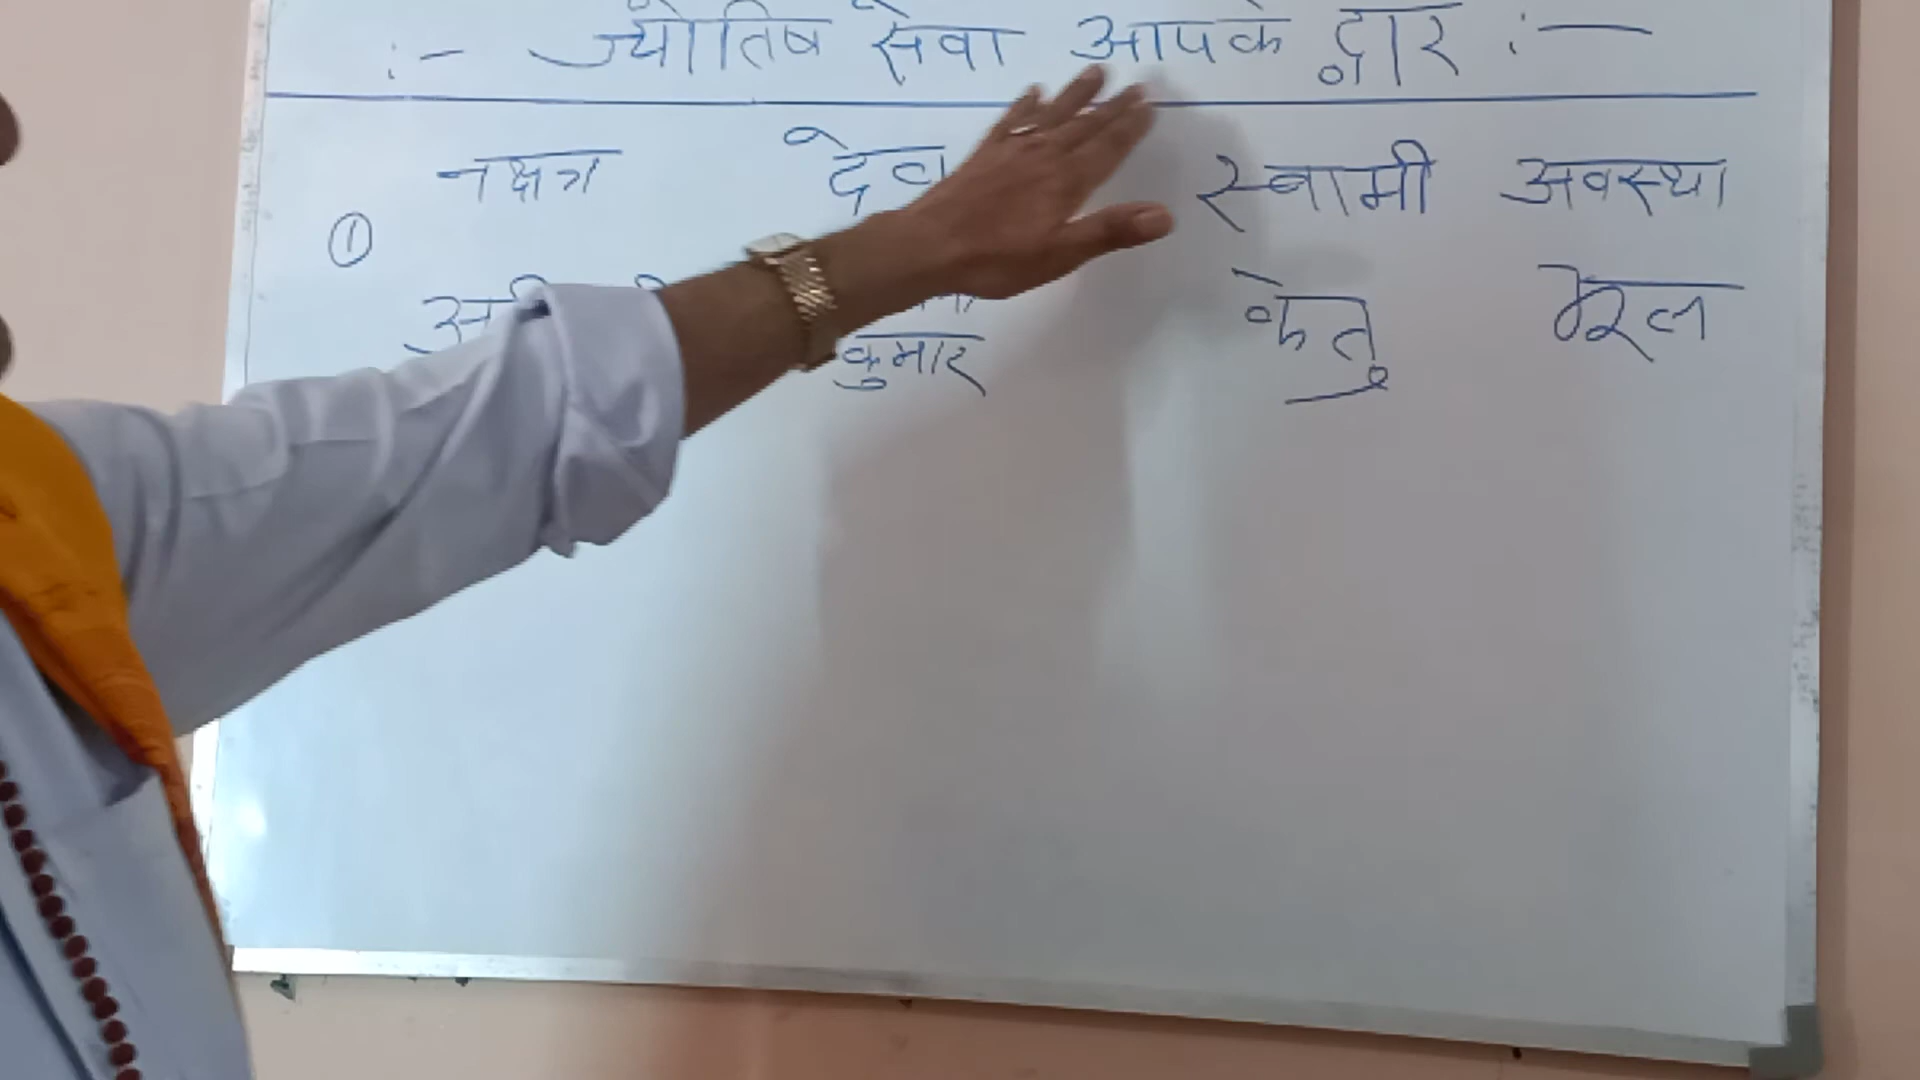 :- ज्योतिष सेवा आपके द्वार :-
नक्षत्र देव स्वामी अवस्था
①
केतु मूल
कुमार